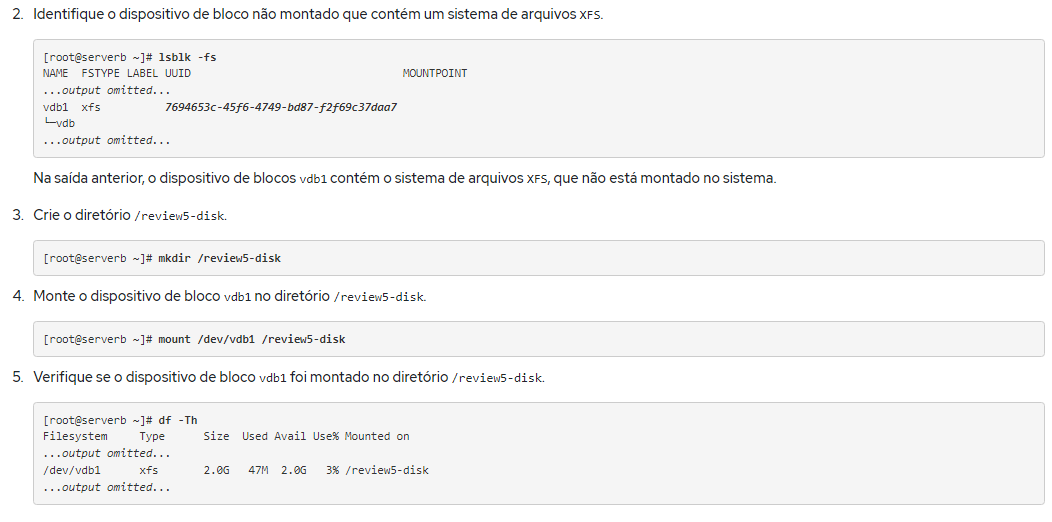 2. Identifique o dispositivo de bloco não montado que contém um sistema de arquivos XFS.
[root@serverb ~]# lsblk -fs
NAME  FSTYPE LABEL UUID                                 MOUNTPOINT
...output omitted...
vdb1  xfs          7694653c-45f6-4749-bd87-f2f69c37daa7
└─vdb
...output omitted...
Na saída anterior, o dispositivo de blocos vdb1 contém o sistema de arquivos XFS, que não está montado no sistema.
3. Crie o diretório /review5-disk.
[root@serverb ~]# mkdir /review5-disk
4. Monte o dispositivo de bloco vdb1 no diretório /review5-disk.
[root@serverb ~]# mount /dev/vdb1 /review5-disk
5. Verifique se o dispositivo de bloco vdb1 foi montado no diretório /review5-disk.
[root@serverb ~]# df -Th
Filesystem     Type      Size  Used Avail Use% Mounted on
...output omitted...
/dev/vdb1      xfs       2.0G   47M  2.0G   3% /review5-disk
...output omitted...